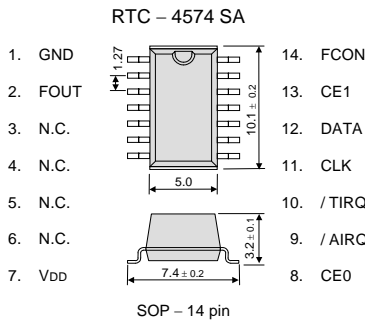 RTC – 4574 SA
1. GND
2. FOUT
3. N.C.
4. N.C.
5. N.C.
6. N.C.
7. VDD
1.27
10.1 ± 0.2
5.0
3.2 ± 0.1
7.4 ± 0.2
14. FCON
13. CE1
12. DATA
11. CLK
10. / TIRQ
9. / AIRQ
8. CE0
SOP – 14 pin